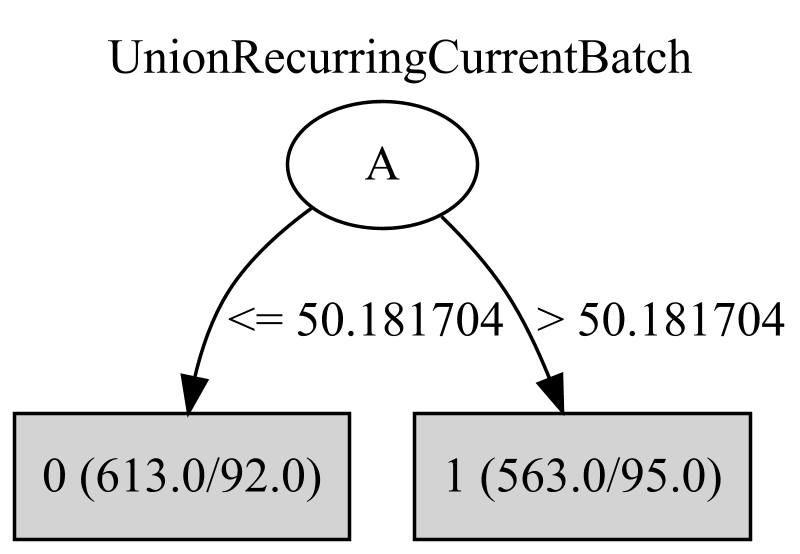 UnionRecurringCurrentBatch
A
<= 50.181704
> 50.181704
0 (613.0/92.0)
1 (563.0/95.0)